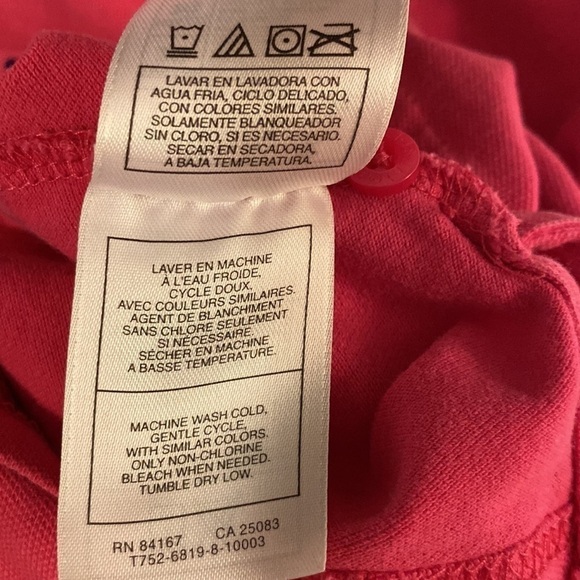 LAVAR EN LAVADORA CON
AGUA FRIA, CICLO DELICADO,
CON COLORES SIMILARES.
SOLAMENTE BLANQUEADOR
SIN CLORO, SI ES NECESARIO.
SECAR EN SECADORA,
A BAJA TEMPERATURA.
LAVER EN MACHINE
À L'EAU FROIDE,
CYCLE DOUX.
AVEC COULEURS SIMILAIRES.
AGENT DE BLANCHIMENT
SANS CHLORE SEULEMENT
SI NÉCESSAIRE.
SÉCHER EN MACHINE
A BASSE TEMPERATURE.
MACHINE WASH COLD,
GENTLE CYCLE,
WITH SIMILAR COLORS.
ONLY NON-CHLORINE
BLEACH WHEN NEEDED.
TUMBLE DRY LOW.
RN 84167 CA 25083
T752-6819-8-10003